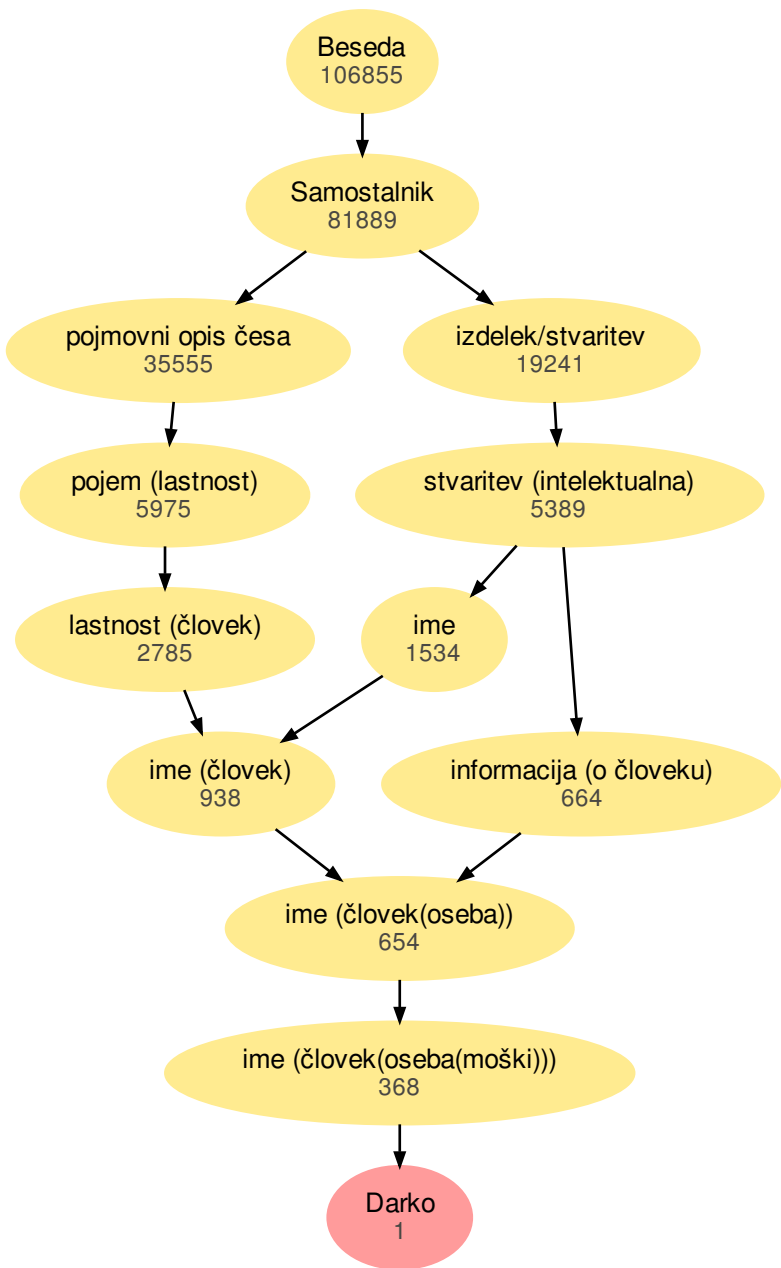 Beseda
106855
Samostalnik
81889
pojmovni opis česa
35555
izdelek/stvaritev
19241
pojem (lastnost)
5975
stvaritev (intelektualna)
5389
lastnost (človek)
2785
ime
1534
ime (človek)
938
informacija (o človeku)
664
ime (človek(oseba))
654
ime (človek(oseba(moški)))
368
Darko
1